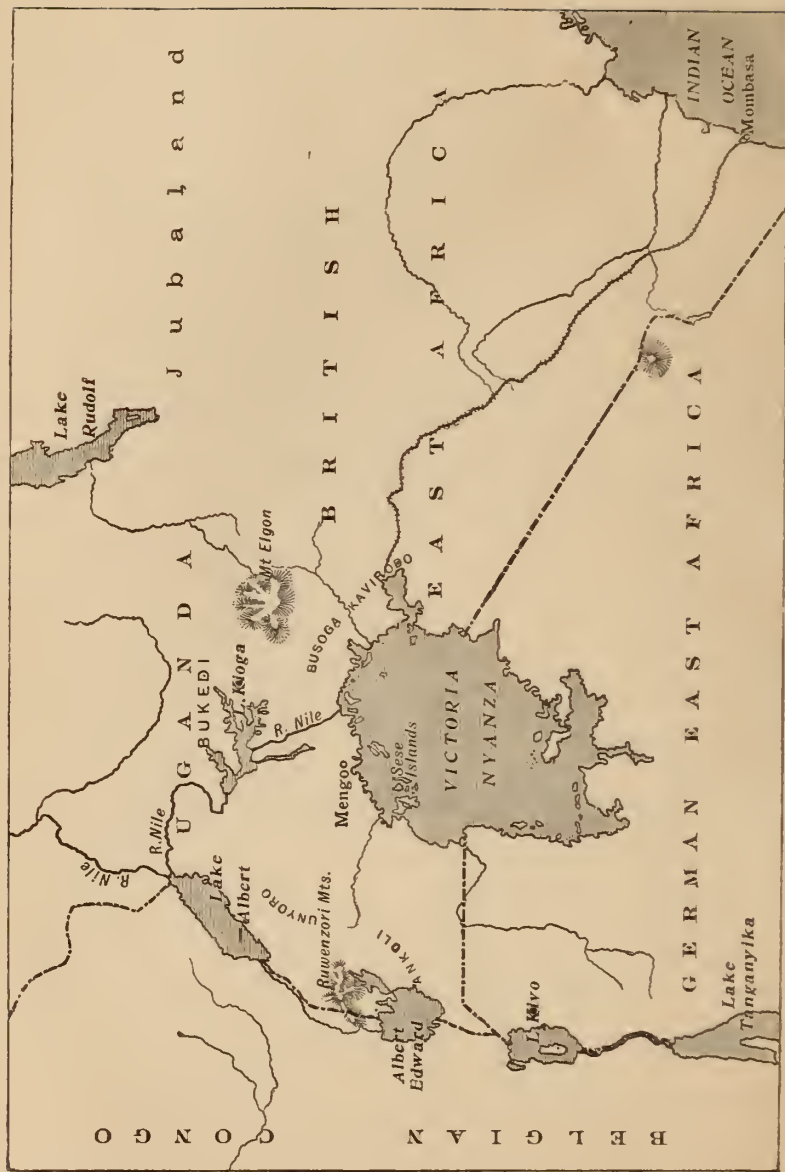 Lake
Rudolf
Jubaland
UGANDA
BUKEDI
L. Kioga
Mt Elgon
R. Nile
R. Nile
Lake
Albert
UNYORO
R. Nile
BUSOGA
KAVIROBO
BRITISH
EAST AFRICA
Ruwenzori Mts.
ANKOLI
Mengo
Sese
Islands
Albert
Edward
VICTORIA
NYANZA
L. Kivo
BELGIAN CONGO
GERMAN EAST AFRICA
Lake
Tanganyika
INDIAN
OCEAN
Mombasa